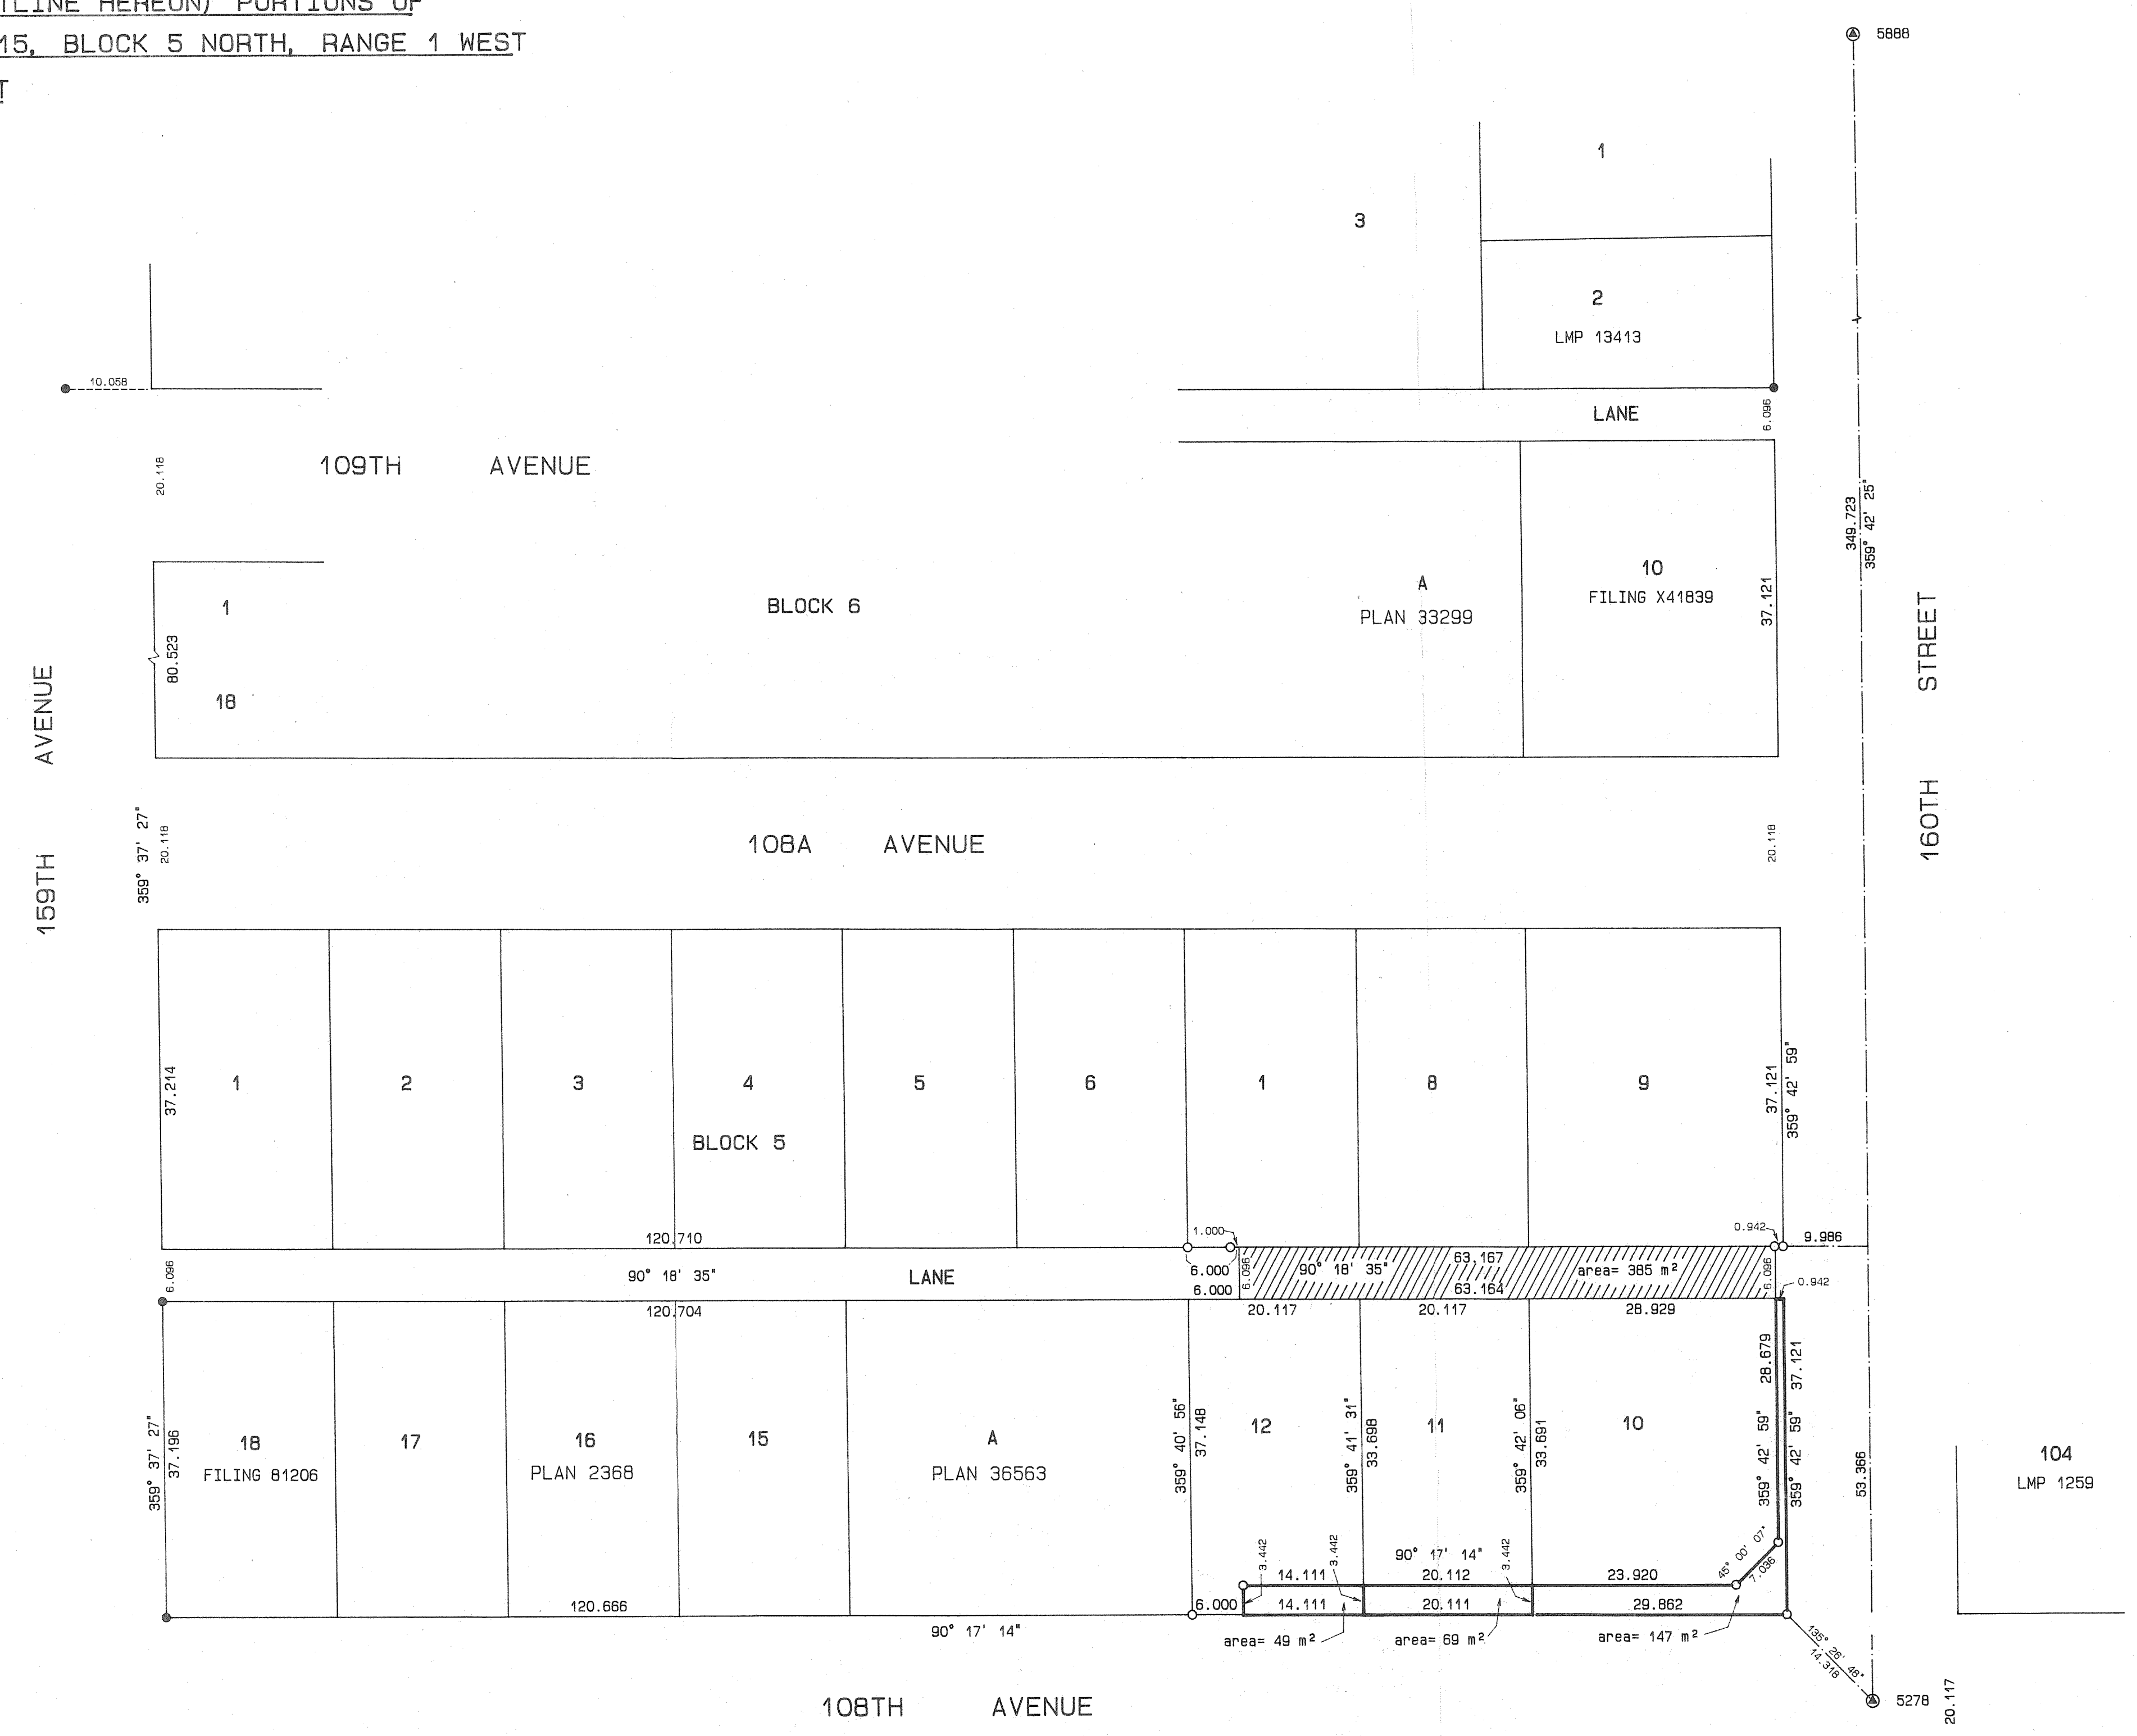 TLINE HEREON) PORTIONS OF
15, BLOCK 5 NORTH, RANGE 1 WEST
5888
1
3
2
LMP 13413
10.058
LANE
6.096
20.118
109TH AVENUE
349.723
359° 42' 25"
1
BLOCK 6
A
PLAN 33299
10
FILING X41839
37.121
80.523
18
159TH AVENUE
160TH STREET
359° 37' 27"
20.118
108A AVENUE
20.118
37.214
1
2
3
4
5
6
1
8
9
37.121
359° 42' 59"
BLOCK 5
120.710
1.000
0.942
9.986
6.096
90° 18' 35"
LANE
6.000
6.000
6.096
90° 18' 35"
63.167
63.164
area= 385 m²
6.096
0.942
120.704
20.117
20.117
28.929
28.679
37.121
359° 37' 27"
37.196
18
FILING 81206
17
16
PLAN 2368
15
A
PLAN 36563
359° 40' 56"
37.148
12
359° 41' 31"
33.698
11
359° 42' 06"
33.691
10
359° 42' 59"
359° 42' 59"
53.366
104
LMP 1259
3.442
3.442
90° 17' 14"
3.442
45° 00' 07"
7.036
14.111
20.112
23.920
120.666
6.000
14.111
20.111
29.862
90° 17' 14"
area= 49 m²
area= 69 m²
area= 147 m²
135° 26' 48"
14.318
108TH AVENUE
5278
20.117